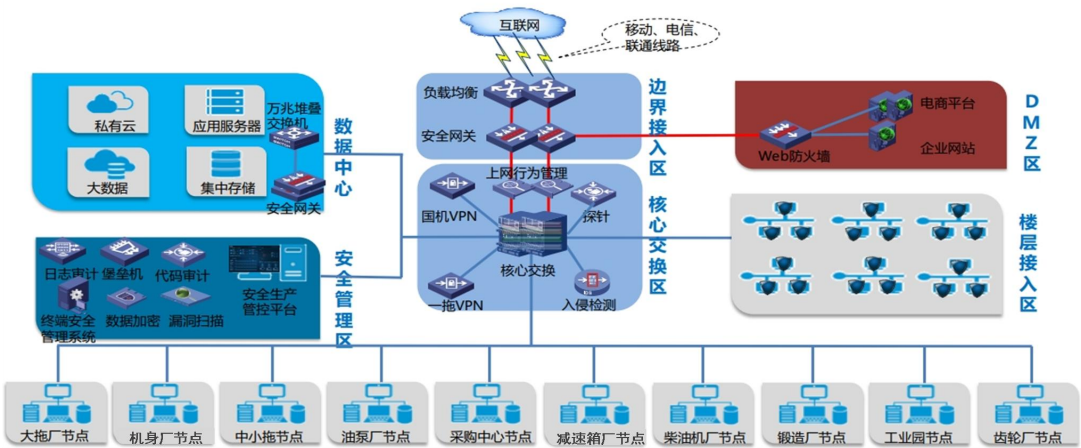 互联网
移动、电信、
联通线路
负载均衡
安全网关
边界接入区
上网行为管理
国机VPN
探针
核心交换
一拖VPN
入侵检测
核心交换区
私有云
应用服务器
万兆堆叠
交换机
大数据
集中存储
安全网关
数据中心
日志审计
堡垒机
代码审计
安全生产
管控平台
终端安全
管理系统
数据加密
漏洞扫描
安全管理区
Web防火墙
电商平台
企业网站
DMZ区
楼层接入区
大拖厂节点
机身厂节点
中小拖节点
油泵厂节点
采购中心节点
减速箱厂节点
柴油机厂节点
锻造厂节点
工业园节点
齿轮厂节点